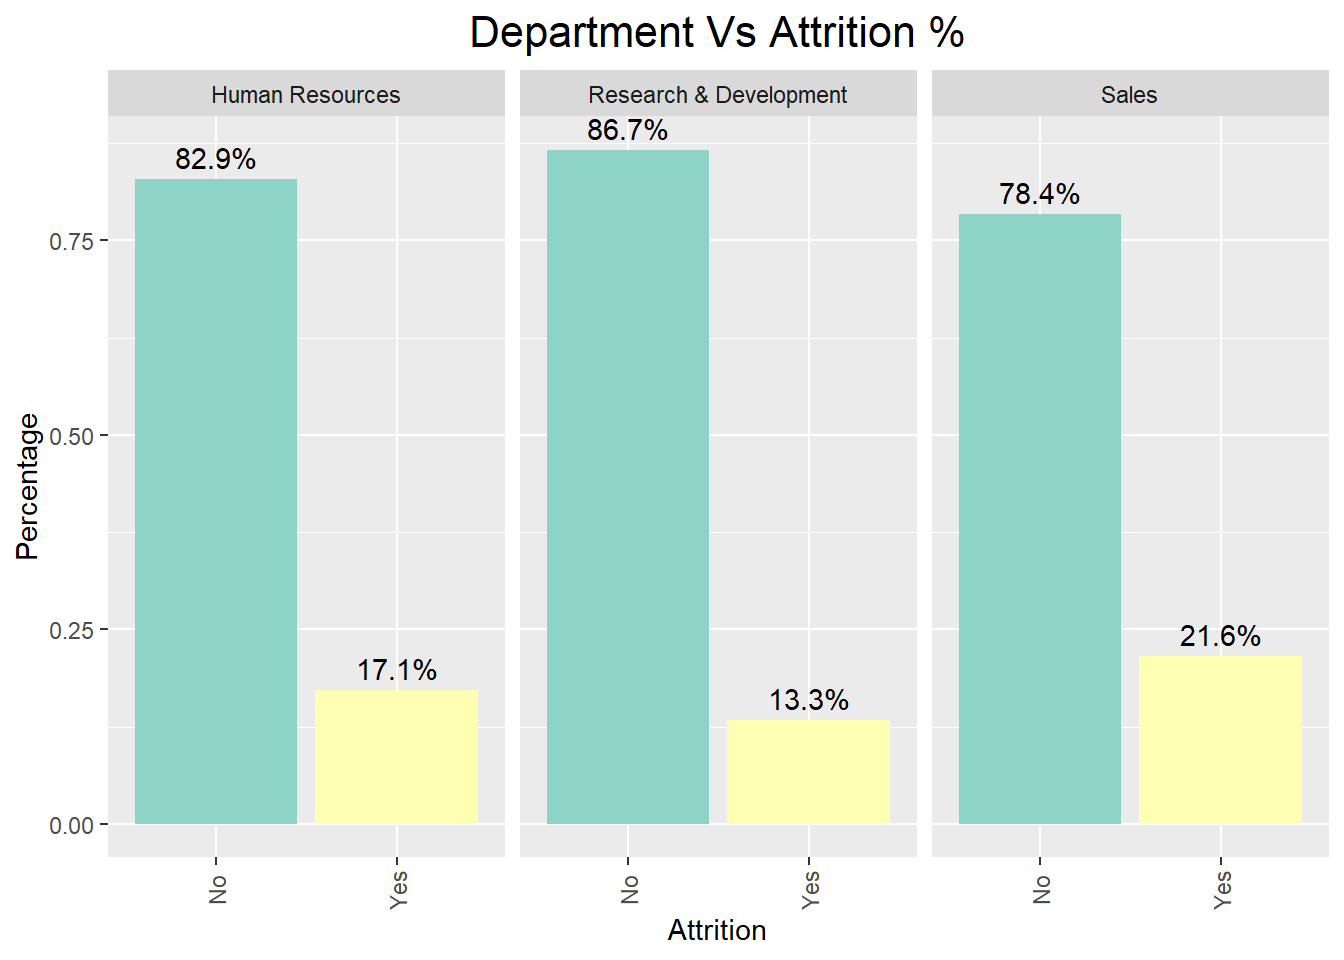 Department Vs Attrition %
Human Resources
Research & Development
Sales
82.9%
17.1%
86.7%
13.3%
78.4%
21.6%
Percentage
0.75
0.50
0.25
0.00
No
Yes
No
Yes
No
Yes
Attrition